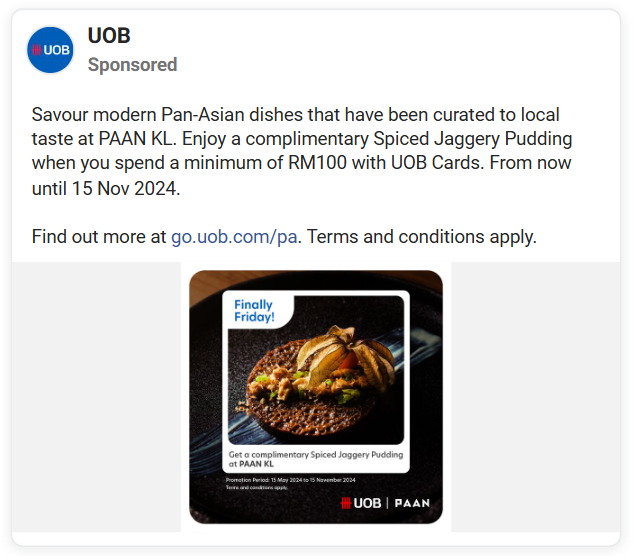 UOB
UOB
Sponsored
Savour modern Pan-Asian dishes that have been curated to local
taste at PAAN KL. Enjoy a complimentary Spiced Jaggery Pudding
when you spend a minimum of RM100 with UOB Cards. From now
until 15 Nov 2024.
Find out more at go.uob.com/pa. Terms and conditions apply.
Finally
Friday!
Get a complimentary Spiced Jaggery Pudding
at PAAN KL
Promotion Period: 15 May 2024 to 15 November 2024
Terms and conditions apply.
UOB | PAAN